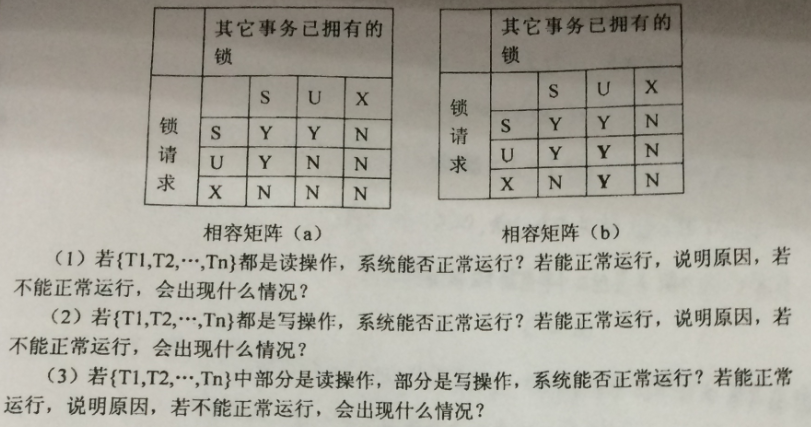 其它事务已拥有的
锁
S U X
锁 S Y Y N
请 U Y N N
求 X N N N
相容矩阵（a）
其它事务已拥有的
锁
S U X
锁 S Y Y N
请 U Y Y N
求 X N Y N
相容矩阵（b）
（1）若{T1,T2,…,Tn}都是读操作，系统能否正常运行？若能正常运行，说明原因，若
不能正常运行，会出现什么情况？
（2）若{T1,T2,…,Tn}都是写操作，系统能否正常运行？若能正常运行，说明原因，若
不能正常运行，会出现什么情况？
（3）若{T1,T2,…,Tn}中部分是读操作，部分是写操作，系统能否正常运行？若能正常
运行，说明原因，若不能正常运行，会出现什么情况？